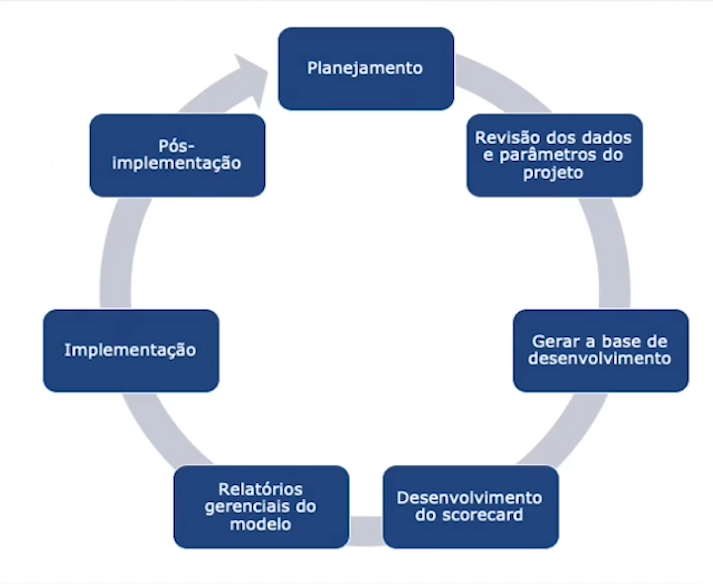 Planejamento
Revisão dos dados
e parâmetros do
projeto
Gerar a base de
desenvolvimento
Desenvolvimento
do scorecard
Relatórios
gerenciais do
modelo
Implementação
Pós-
implementação